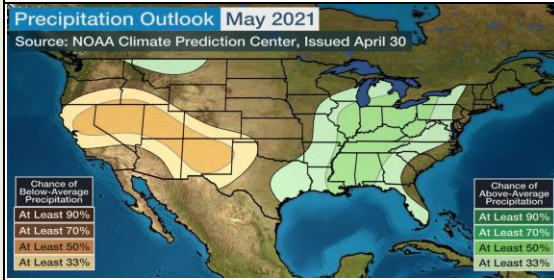 Precipitation Outlook May 2021
Source: NOAA Climate Prediction Center, Issued April 30
Chance of
Below-Average
Precipitation
At Least 90%
At Least 70%
At Least 50%
At Least 33%
Chance of
Above-Average
Precipitation
At Least 90%
At Least 70%
At Least 50%
At Least 33%